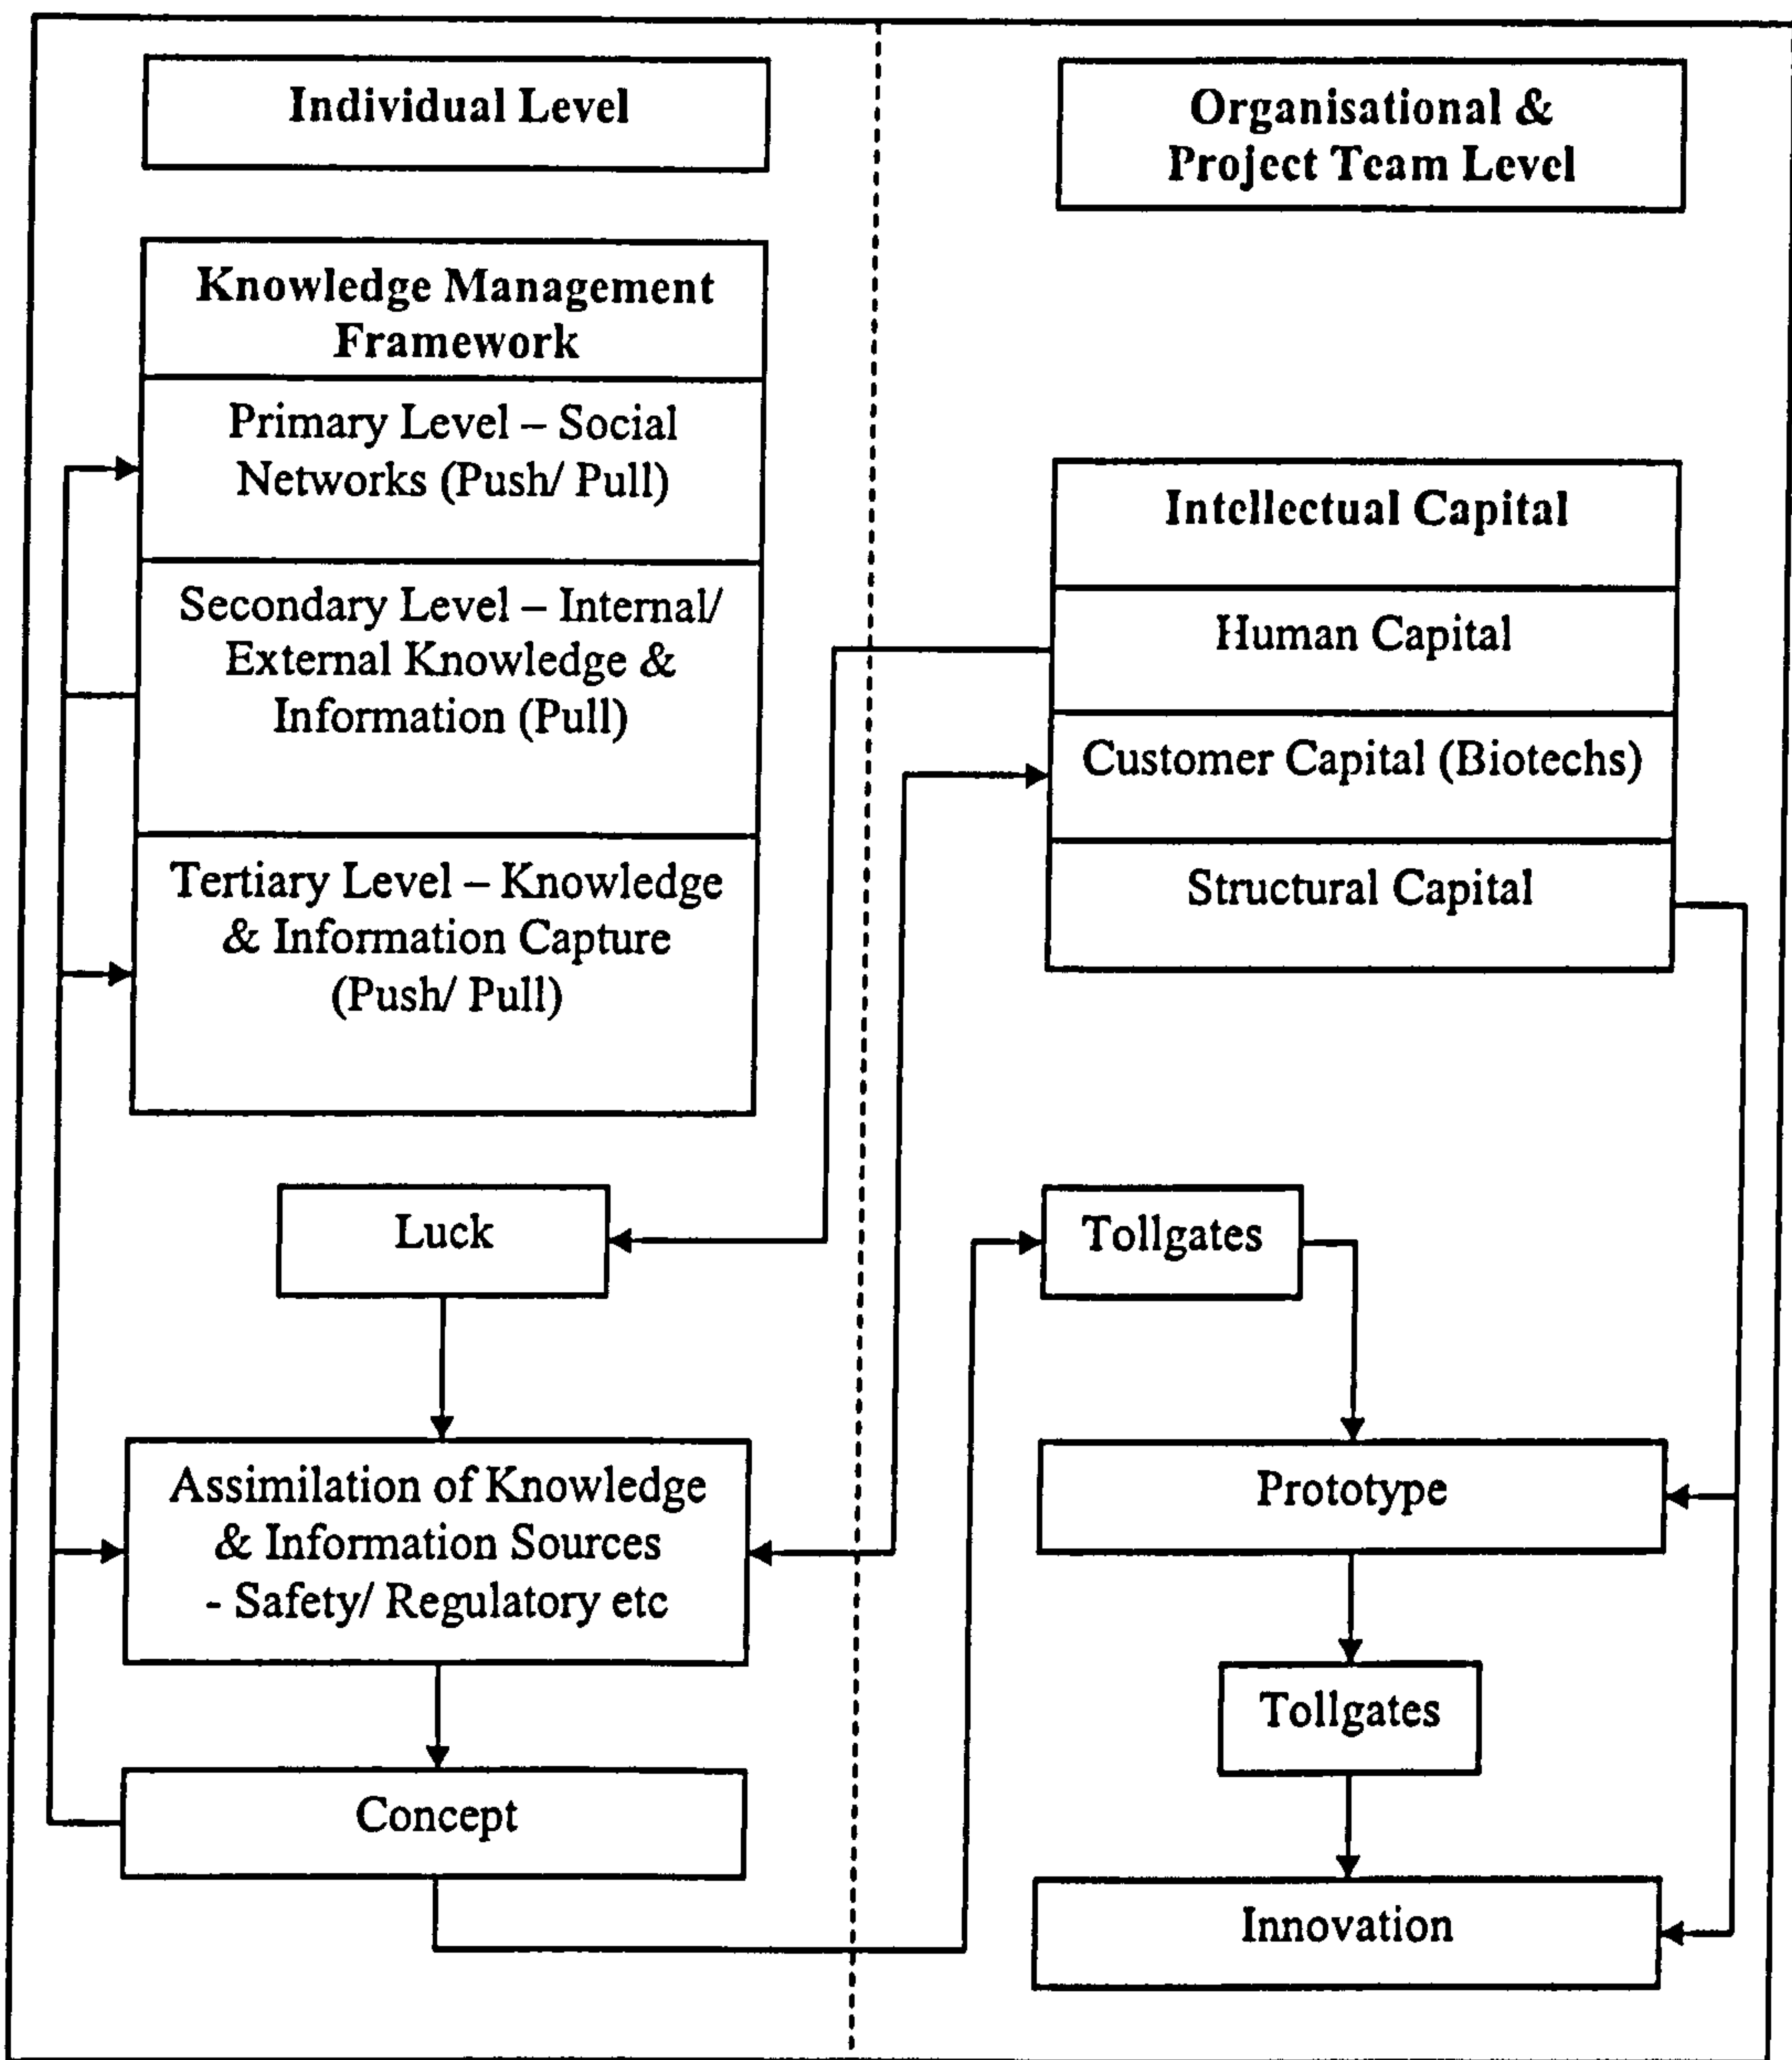 Individual Level
Organisational &
Project Team Level
Knowledge Management
Framework
Primary Level – Social
Networks (Push/ Pull)
Secondary Level – Internal/
External Knowledge &
Information (Pull)
Tertiary Level – Knowledge
& Information Capture
(Push/ Pull)
Intellectual Capital
Human Capital
Customer Capital (Biotechs)
Structural Capital
Luck
Assimilation of Knowledge
& Information Sources
- Safety/ Regulatory etc
Concept
Tollgates
Prototype
Tollgates
Innovation